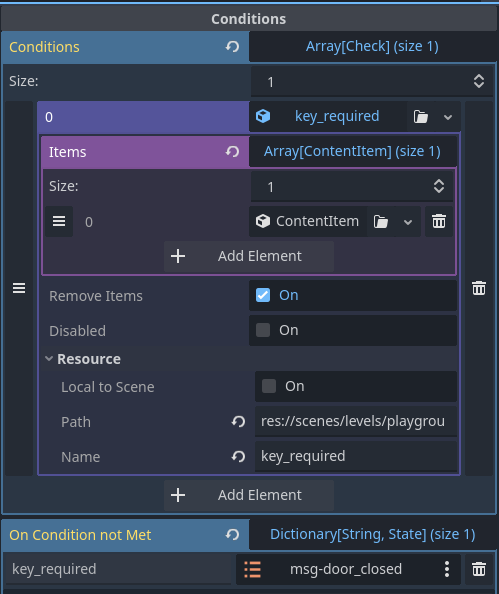 Conditions
Conditions Array[Check] (size 1)
Size: 1
0 key_required
Items Array[ContentItem] (size 1)
Size: 1
0 ContentItem
Add Element
Remove Items On
Disabled On
Resource
Local to Scene On
Path res://scenes/levels/playgrou
Name key_required
Add Element
On Condition not Met Dictionary[String, State] (size 1)
key_required msg-door_closed